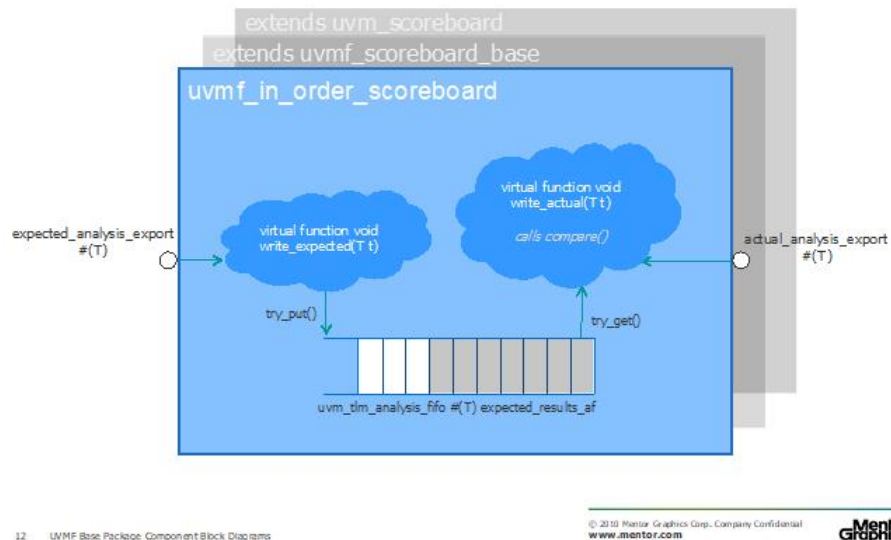 extends uvm_scoreboard
extends uvmf_scoreboard_base
uvmf_in_order_scoreboard
virtual function void
write_actual(T t)
calls compare()
virtual function void
write_expected(T t)
expected_analysis_export
#(T)
actual_analysis_export
#(T)
try_put()
try_get()
uvm_tlm_analysis_fifo #(T) expected_results_af
12 UVMF Base Package Component Block Diagrams
© 2010 Mentor Graphics Corp. Company Confidential
www.mentor.com